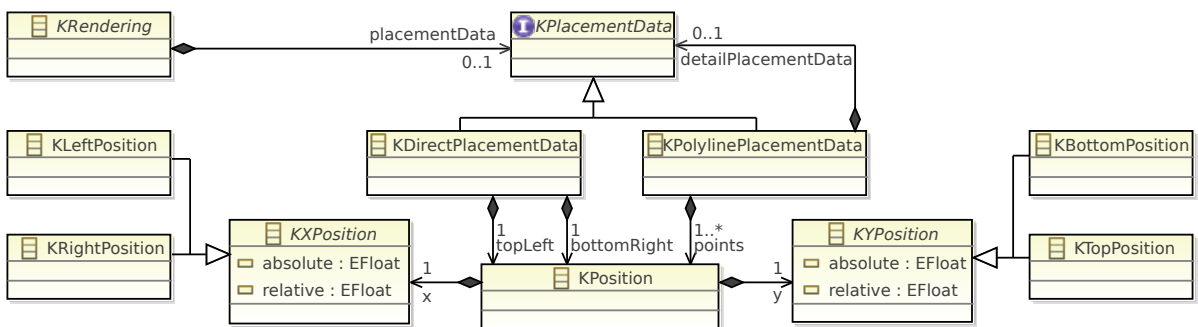 KRendering
placementData
0..1
I
KPlacementData
0..1
detailPlacementData
KLeftPosition
KDirectPlacementData
KPolylinePlacementData
KBottomPosition
KRightPosition
KXPosition
absolute : EFloat
relative : EFloat
1
topLeft
1
bottomRight
1..*
points
KYPosition
absolute : EFloat
relative : EFloat
KTopPosition
1
x
KPosition
1
y